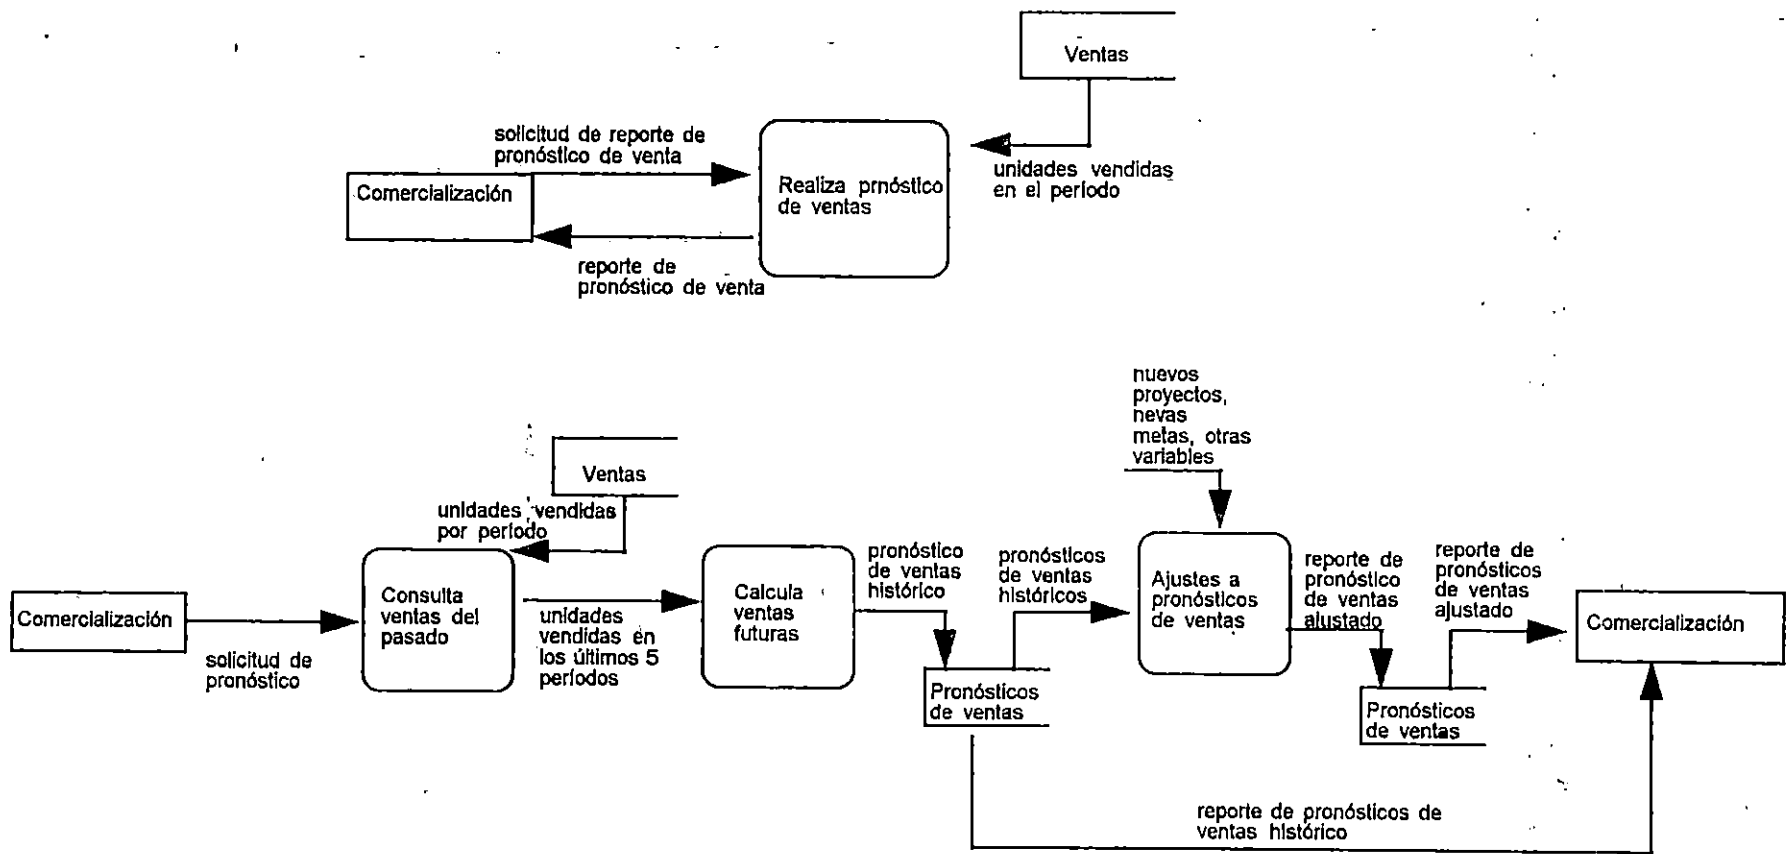 Ventas
solicitud de reporte de
pronóstico de venta
Comercialización
Realiza prnóstico
de ventas
unidades vendidas
en el período
reporte de
pronóstico de venta
nuevos
proyectos,
nevas
metas, otras
variables
Ventas
unidades vendidas
por período
Comercialización
solicitud de
pronóstico
Consulta
ventas del
pasado
unidades
vendidas en
los últimos 5
períodos
Calcula
ventas
futuras
pronóstico
de ventas
histórico
pronósticos
de ventas
históricos
Pronósticos
de ventas
Ajustes a
pronósticos
de ventas
reporte de
pronóstico
de ventas
ajustado
reporte de
pronósticos
de ventas
ajustado
Pronósticos
de ventas
Comercialización
reporte de pronósticos de
ventas histórico